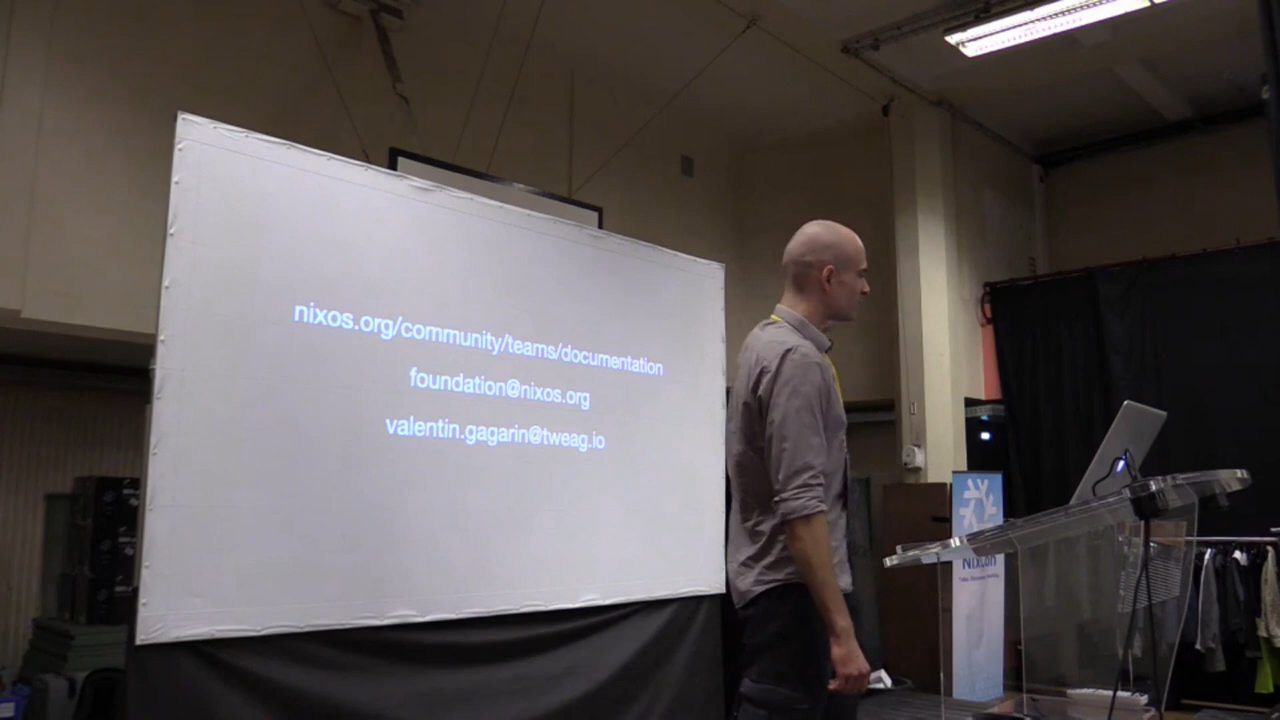 nixos.org/community/teams/documentation
foundation@nixos.org
valentin.gagarin@tweag.io
NixCon